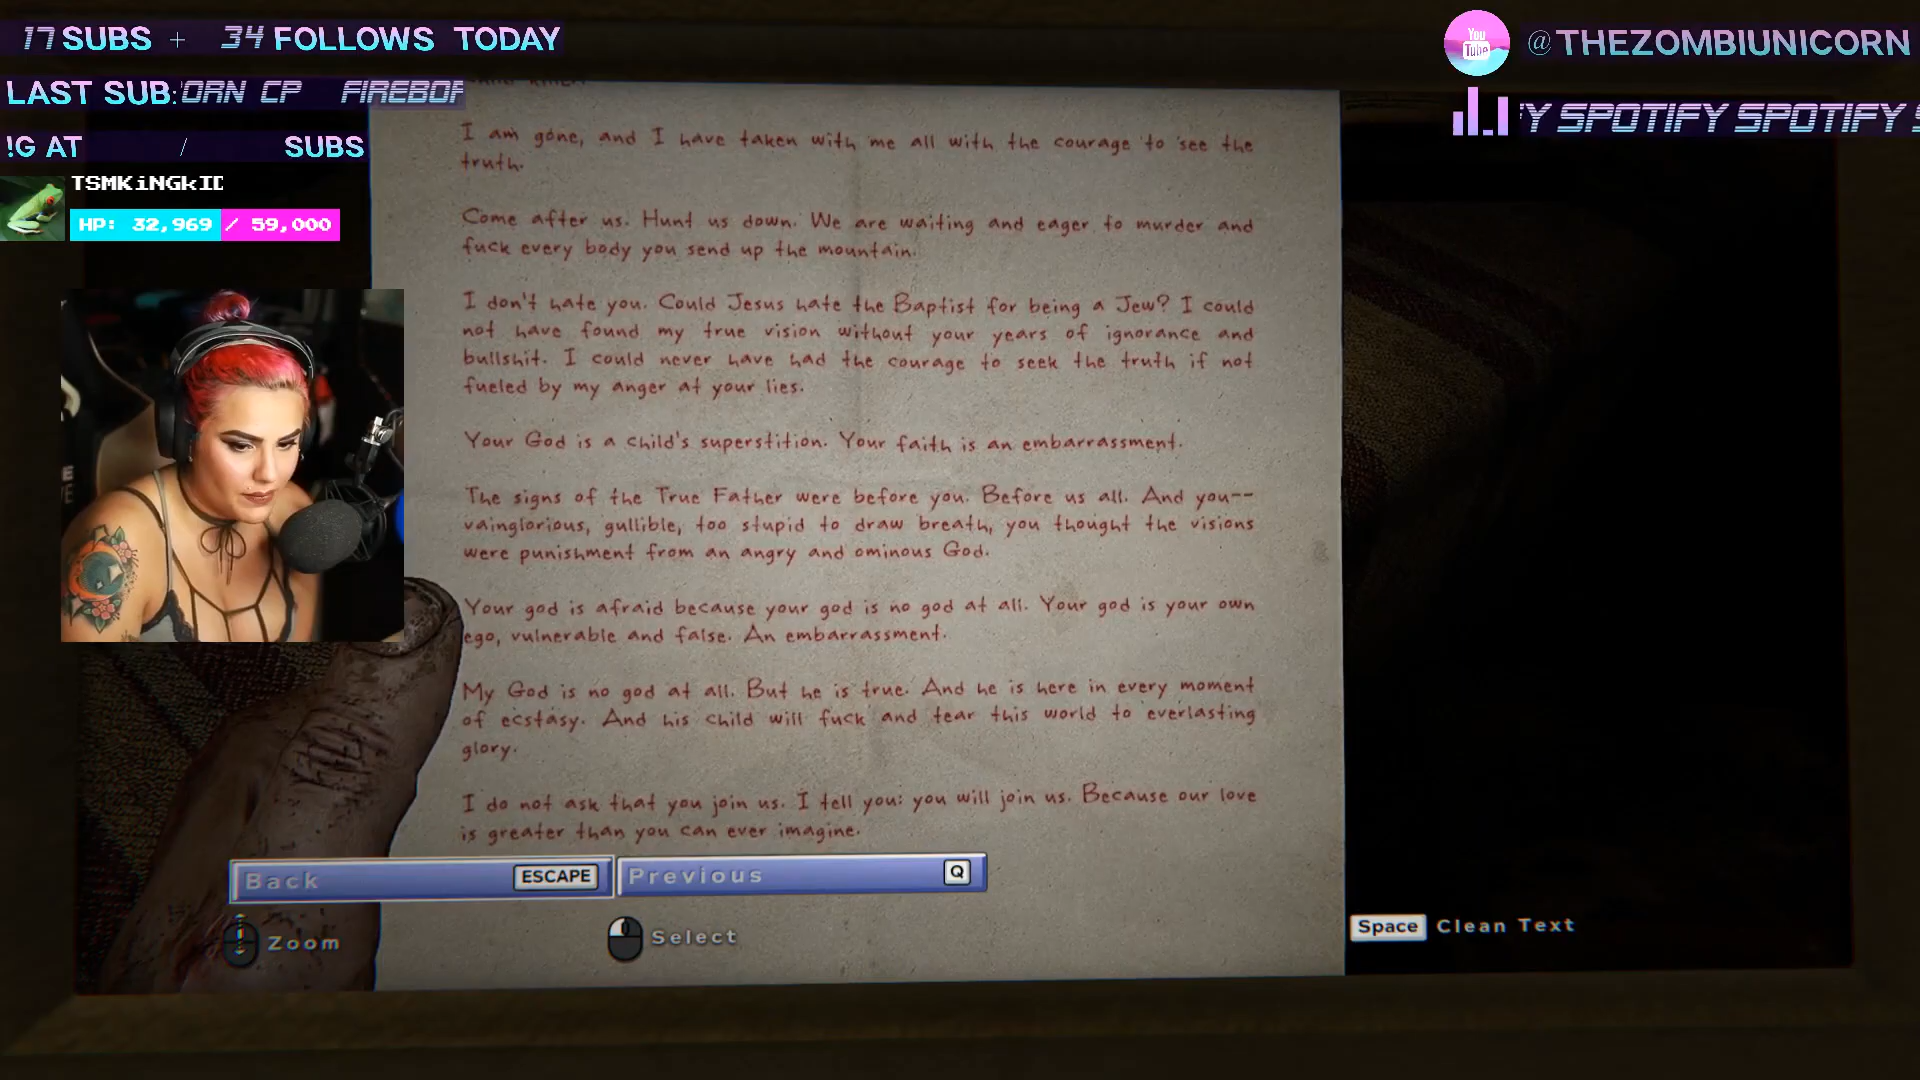 17 SUBS + 34 FOLLOWS TODAY
LAST SUB: ORN CP FIREBOF
!G AT / SUBS
TSMKiNGkID
HP: 32,969 / 59,000
You
Tube
@THEZOMBIUNICORN
FY SPOTIFY SPOTIFY S
I am gone, and I have taken with me all with the courage to see the
truth.
Come after us. Hunt us down. We are waiting and eager to murder and
fuck every body you send up the mountain.
I don't hate you. Could Jesus hate the Baptist for being a Jew? I could
not have found my true vision without your years of ignorance and
bullshit. I could never have had the courage to seek the truth if not
fueled by my anger at your lies.
Your God is a child's superstition. Your faith is an embarrassment.
The signs of the True Father were before you. Before us all. And you--
vainglorious, gullible, too stupid to draw breath, you thought the visions
were punishment from an angry and ominous God.
Your god is afraid because your god is no god at all. Your god is your own
ego, vulnerable and false. An embarrassment.
My God is no god at all. But he is true. And he is here in every moment
of ecstasy. And his child will fuck and tear this world to everlasting
glory.
I do not ask that you join us. I tell you: you will join us. Because our love
is greater than you can ever imagine.
Back ESCAPE Previous Q
Zoom Select
Space Clean Text